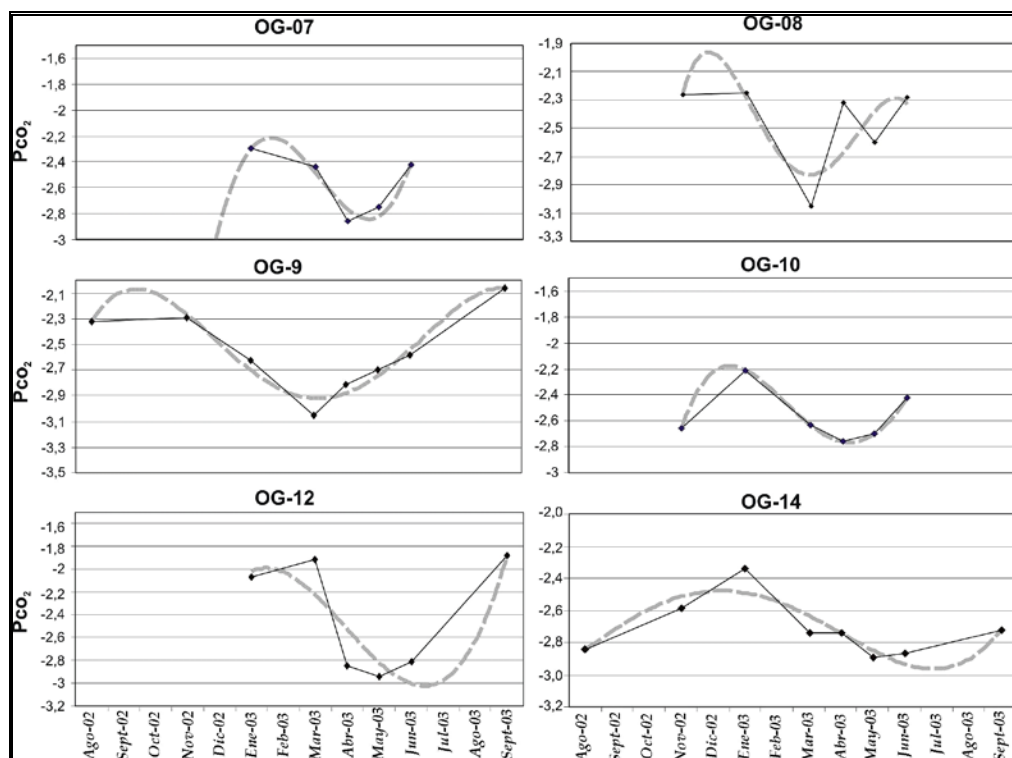 OG-07
OG-08
Pco2
-1,6
-1,8
-2
-2,2
-2,4
-2,6
-2,8
-3
-1,9
-2,1
-2,3
-2,5
-2,7
-2,9
-3,1
-3,3
OG-9
OG-10
Pco2
-2,1
-2,3
-2,5
-2,7
-2,9
-3,1
-3,3
-3,5
-1,6
-1,8
-2
-2,2
-2,4
-2,6
-2,8
-3
OG-12
OG-14
Pco2
-1,6
-1,8
-2
-2,2
-2,4
-2,6
-2,8
-3
-3,2
-2,0
-2,2
-2,4
-2,6
-2,8
-3,0
-3,2
Ago-02
Sept-02
Oct-02
Nov-02
Dic-02
Ene-03
Feb-03
Mar-03
Abr-03
May-03
Jun-03
Jul-03
Ago-03
Sept-03
Ago-02
Sept-02
Oct-02
Nov-02
Dic-02
Ene-03
Feb-03
Mar-03
Abr-03
May-03
Jun-03
Jul-03
Ago-03
Sept-03